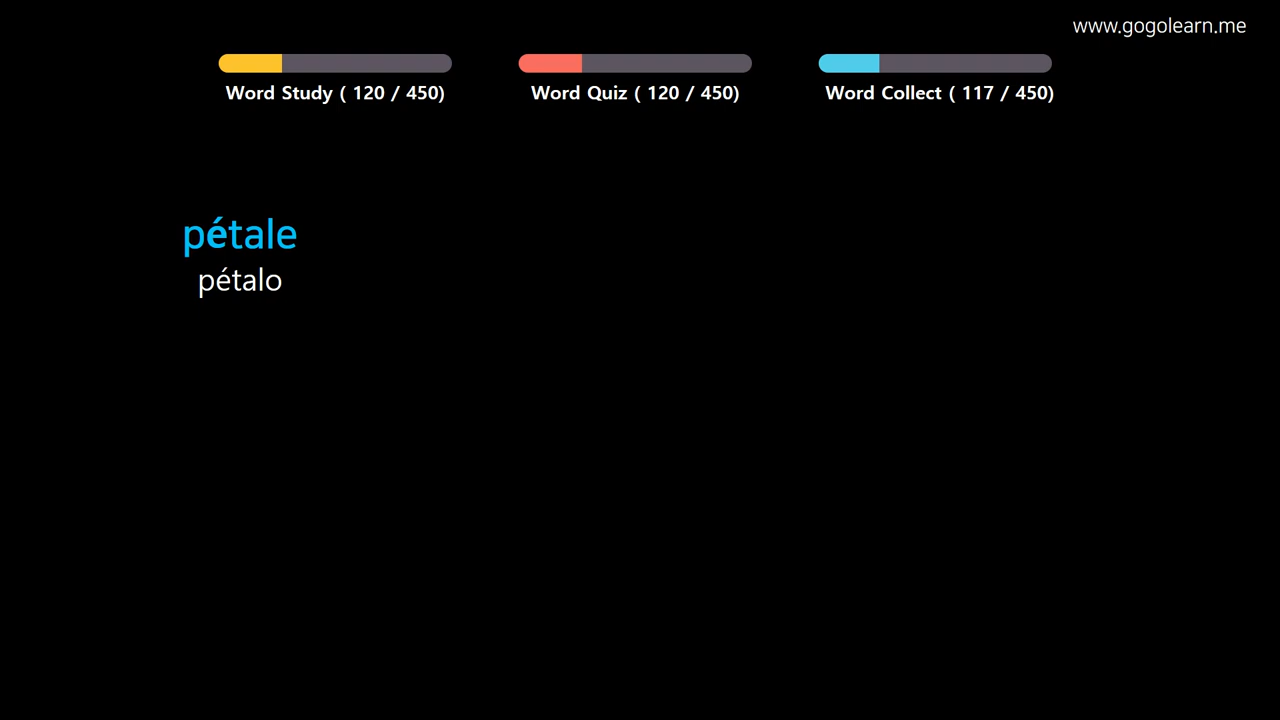 www.gogolearn.me
Word Study ( 120 / 450)
Word Quiz ( 120 / 450)
Word Collect ( 117 / 450)
pétale
pétalo